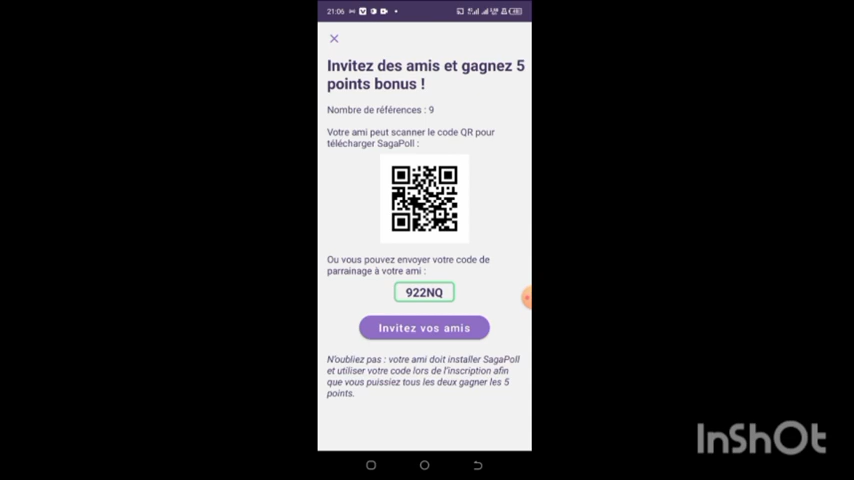 21:06
Invitez des amis et gagnez 5
points bonus !
Nombre de références : 9
Votre ami peut scanner le code QR pour
télécharger SagaPoll :
Ou vous pouvez envoyer votre code de
parrainage à votre ami :
922NQ
Invitez vos amis
N'oubliez pas : votre ami doit installer SagaPoll
et utiliser votre code lors de l'inscription afin
que vous puissiez tous les deux gagner les 5
points.
InShOt